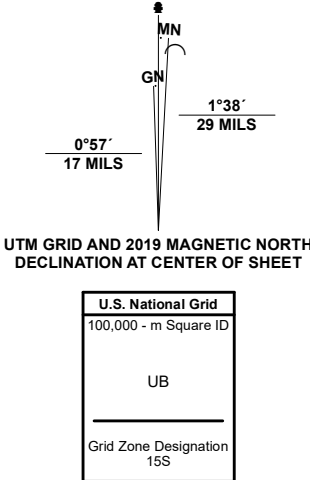 MN
GN
1°38´
29 MILS
0°57´
17 MILS
UTM GRID AND 2019 MAGNETIC NORTH
DECLINATION AT CENTER OF SHEET
U.S. National Grid
100,000 - m Square ID
UB
Grid Zone Designation
15S